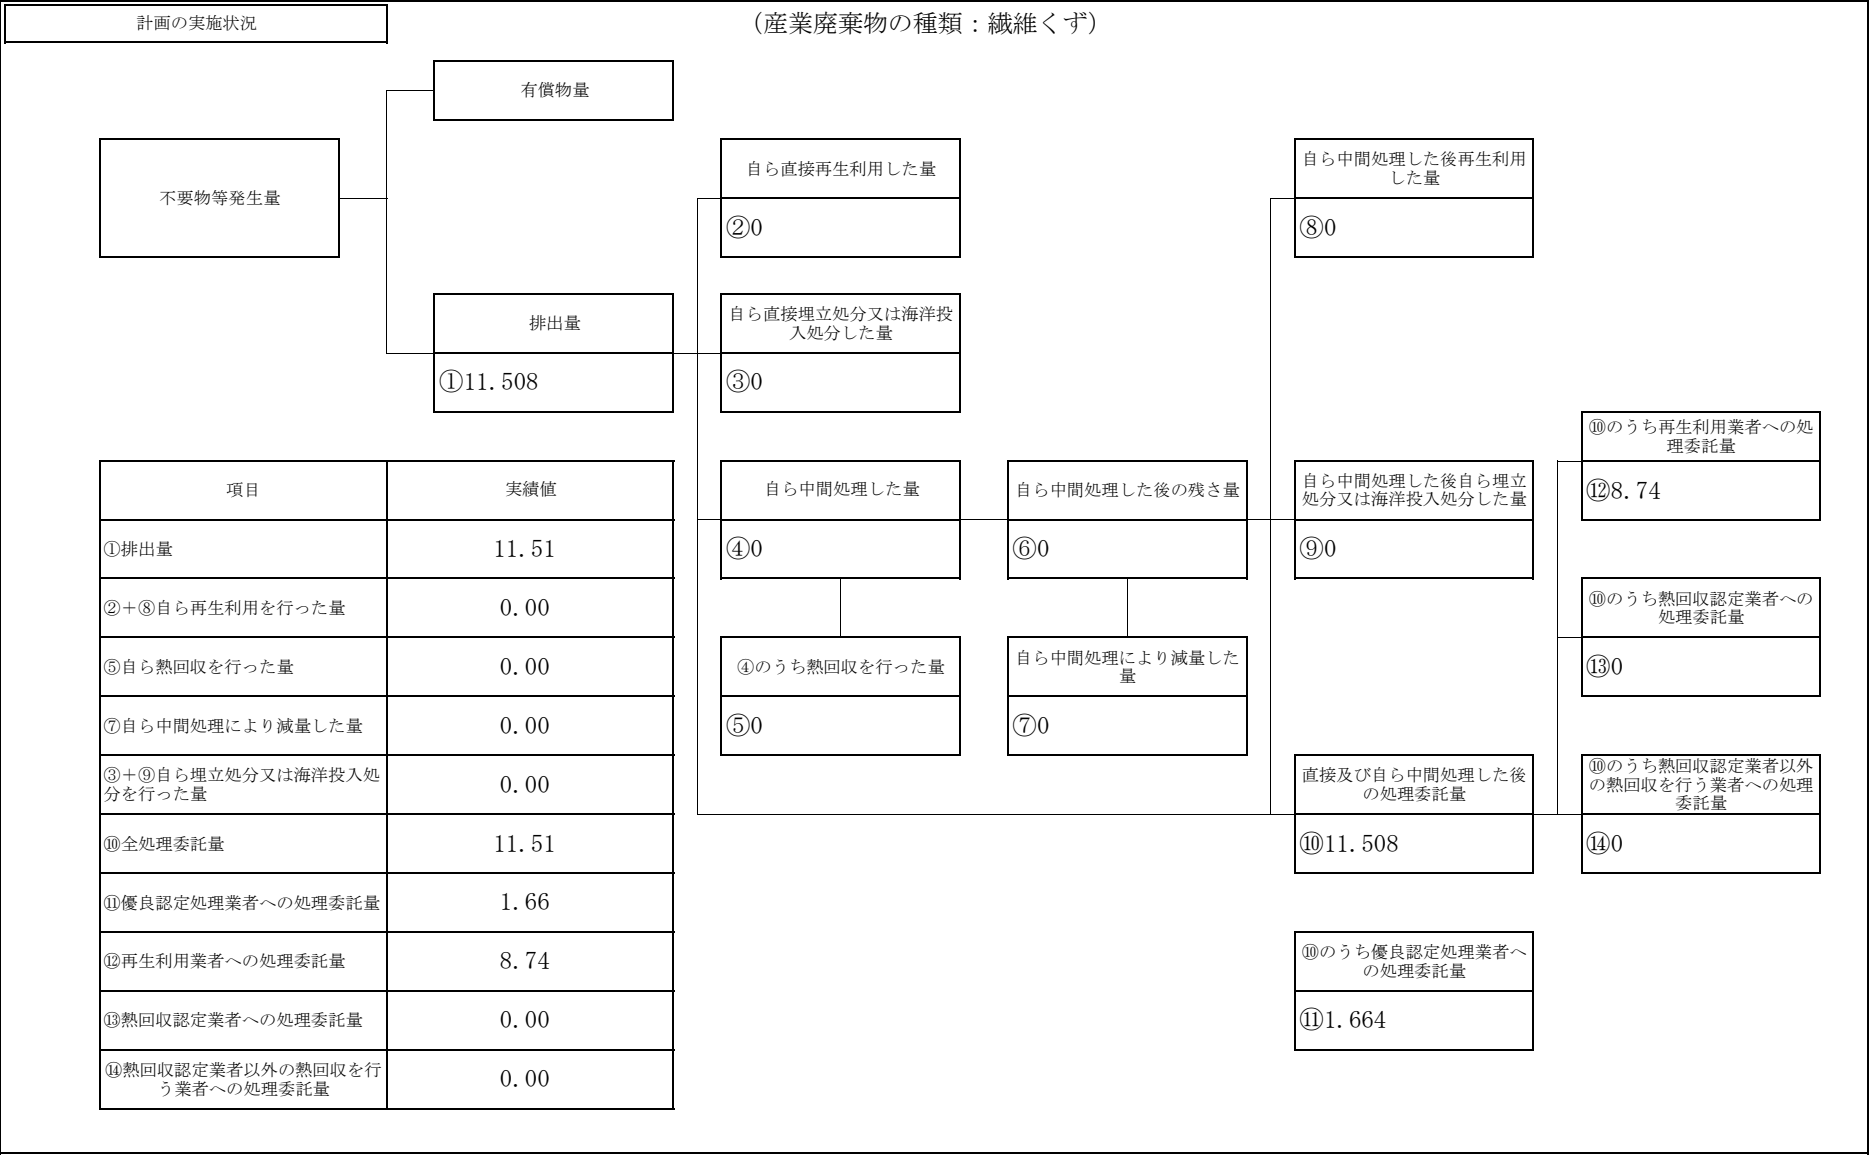 計画の実施状況
（産業廃棄物の種類：繊維くず）
有償物量
不要物等発生量
自ら直接再生利用した量
②0
自ら中間処理した後再生利用
した量
⑧0
排出量
①11.508
自ら直接埋立処分又は海洋投
入処分した量
③0
⑩のうち再生利用業者への処
理委託量
⑫8.74
自ら中間処理した量
④0
自ら中間処理した後の残さ量
⑥0
自ら中間処理した後自ら埋立
処分又は海洋投入処分した量
⑨0
⑩のうち熱回収認定業者への
処理委託量
⑬0
④のうち熱回収を行った量
⑤0
自ら中間処理により減量した
量
⑦0
直接及び自ら中間処理した後
の処理委託量
⑩11.508
⑩のうち熱回収認定業者以外
の熱回収を行う業者への処理
委託量
⑭0
⑩のうち優良認定処理業者へ
の処理委託量
⑪1.664
項目 実績値
①排出量 11.51
②＋⑧自ら再生利用を行った量 0.00
⑤自ら熱回収を行った量 0.00
⑦自ら中間処理により減量した量 0.00
③＋⑨自ら埋立処分又は海洋投入処
分を行った量 0.00
⑩全処理委託量 11.51
⑪優良認定処理業者への処理委託量 1.66
⑫再生利用業者への処理委託量 8.74
⑬熱回収認定業者への処理委託量 0.00
⑭熱回収認定業者以外の熱回収を行
う業者への処理委託量 0.00